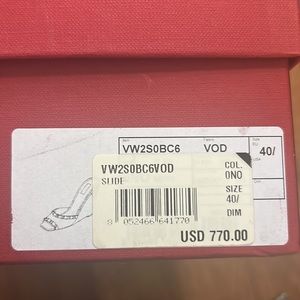 VW2S0BC6 VOD 40/
VW2S0BC6VOD
SLIDE
COL.
0NO
SIZE
40/
DIM
8 052466 641770
USD 770.00